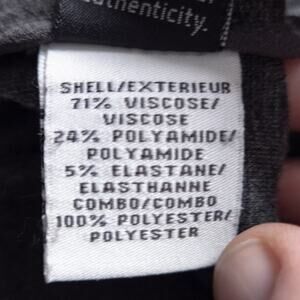 authenticity.
SHELL/EXTERIEUR
71% VISCOSE/
VISCOSE
24% POLYAMIDE/
POLYAMIDE
5% ELASTANE/
ELASTHANNE
COMBO/COMBO
100% POLYESTER/
POLYESTER